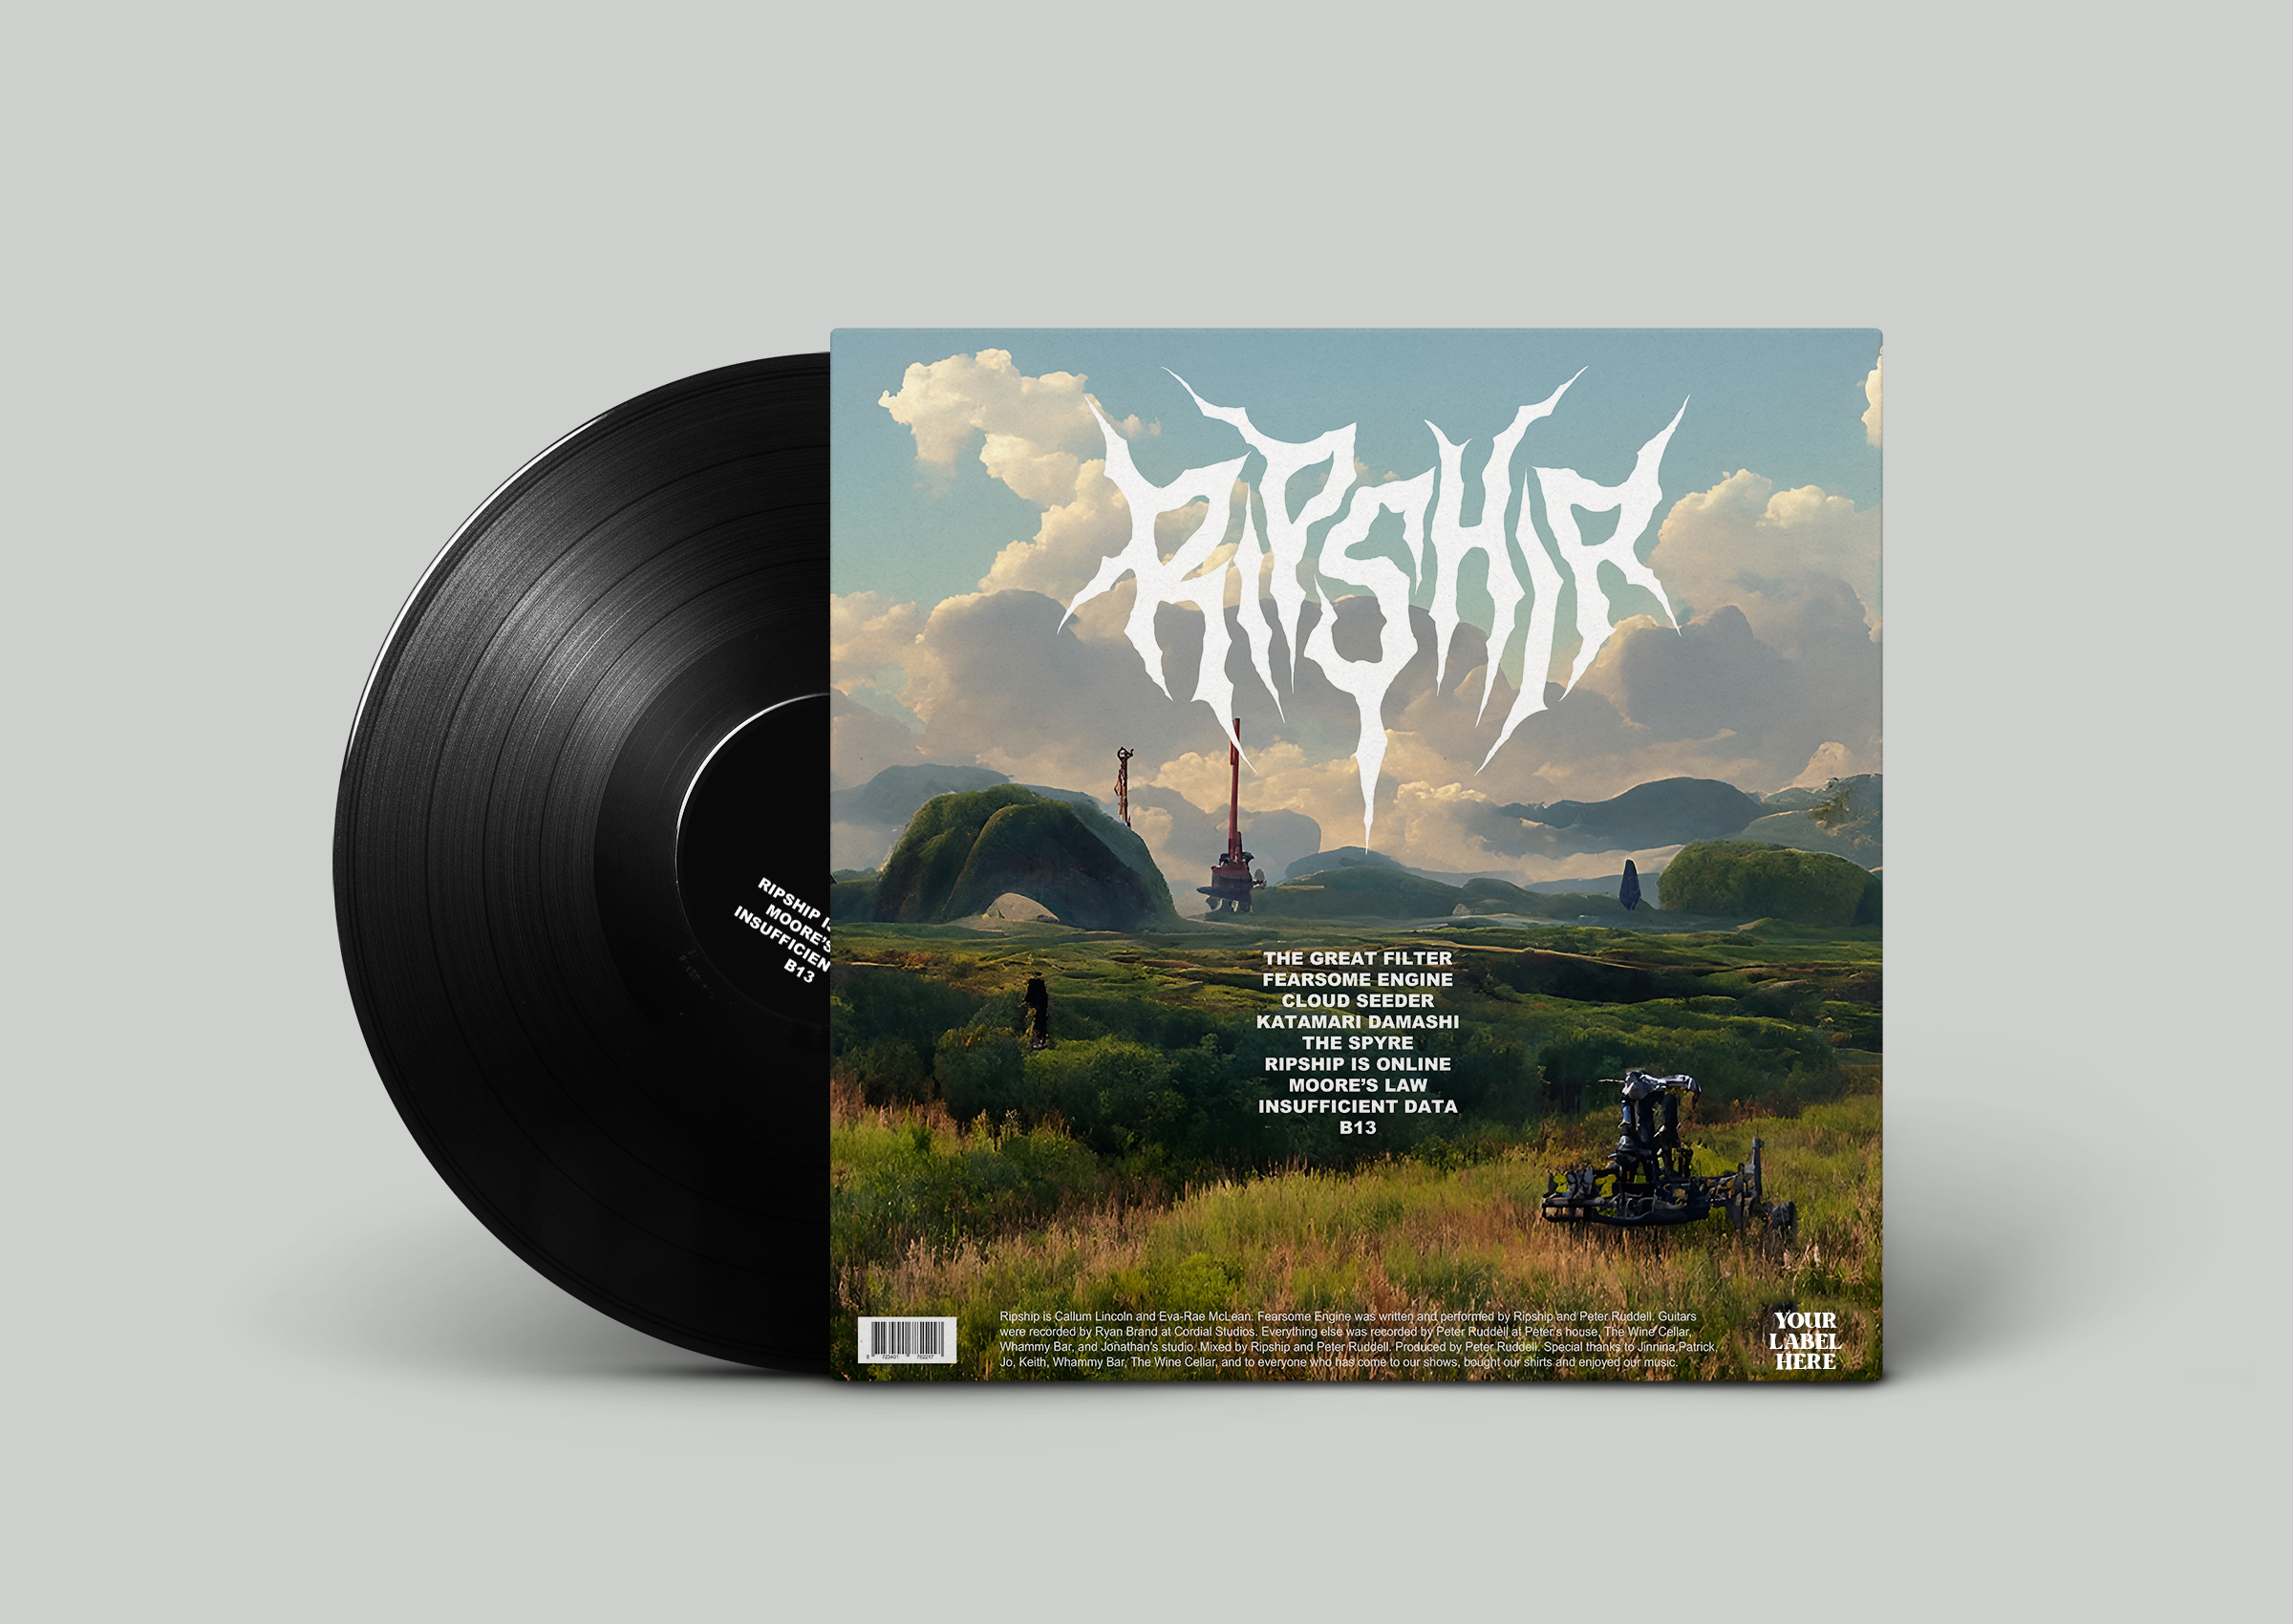 RIPSHIP
RIPSHIP I
MOORE'S
INSUFFICIEN
B13
THE GREAT FILTER
FEARSOME ENGINE
CLOUD SEEDER
KATAMARI DAMASHI
THE SPYRE
RIPSHIP IS ONLINE
MOORE’S LAW
INSUFFICIENT DATA
B13
Ripship is Callum Lincoln and Eva-Rae McLean. Fearsome Engine was written and performed by Ripship and Peter Ruddell. Guitars
were recorded by Ryan Brand at Cordial Studios. Everything else was recorded by Peter Ruddell at Peter's house, The Wine Cellar,
Whammy Bar, and Jonathan's studio. Mixed by Ripship and Peter Ruddell. Produced by Peter Ruddell. Special thanks to Jinnina, Patrick,
Jo, Keith, Whammy Bar, The Wine Cellar, and to everyone who has come to our shows, bought our shirts and enjoyed our music.
YOUR
LABEL
HERE